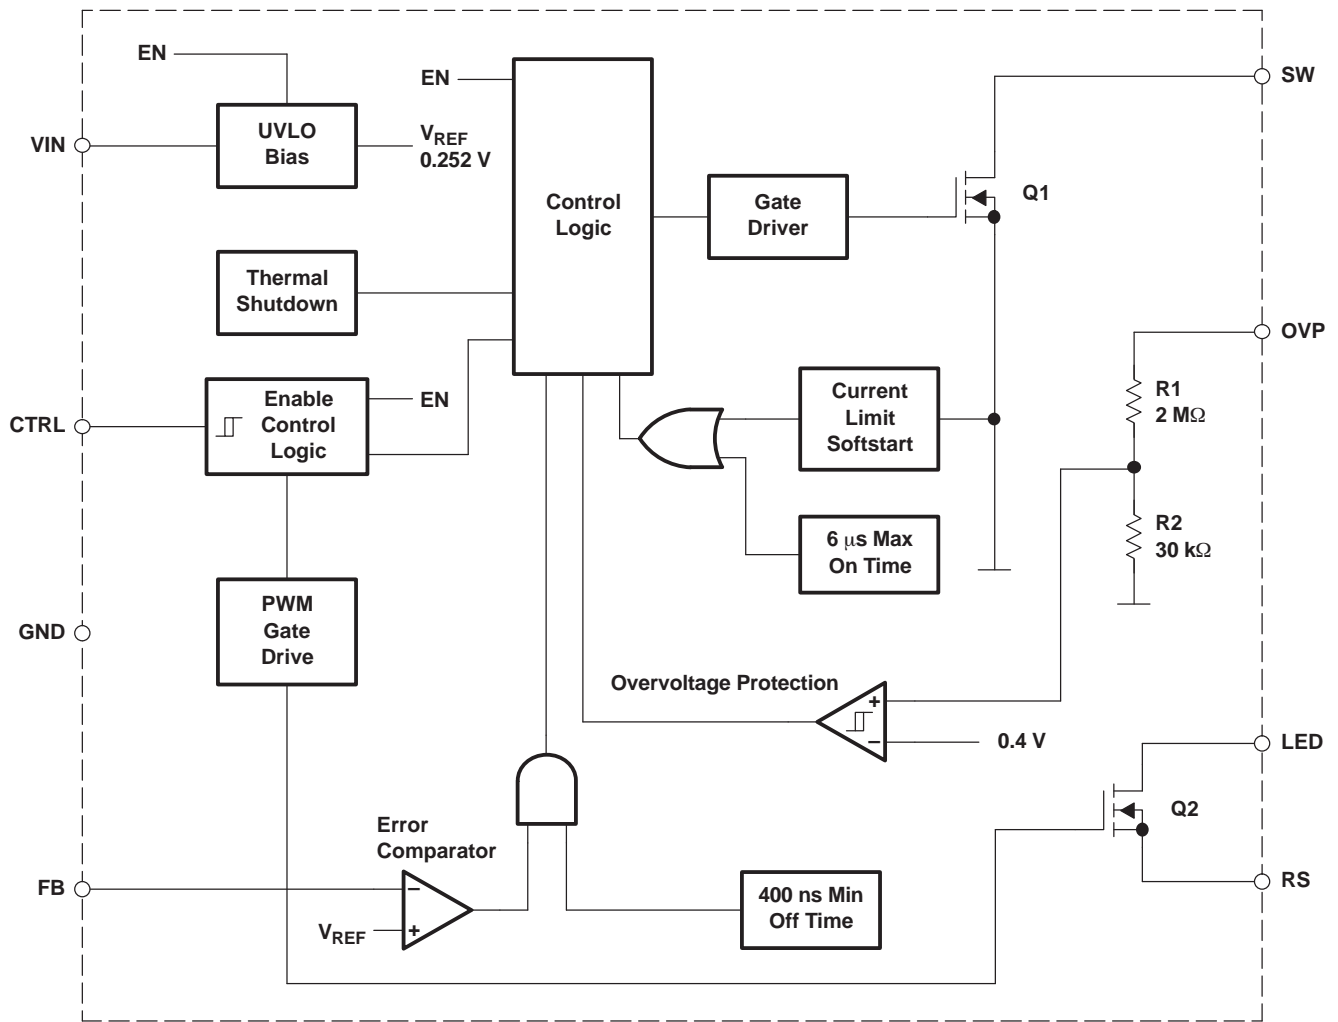 EN
VIN
UVLO
Bias
VREF
0.252 V
EN
Control
Logic
Gate
Driver
Q1
SW
Thermal
Shutdown
OVP
R1
2 MΩ
R2
30 kΩ
CTRL
Enable
Control
Logic
EN
Current
Limit
Softstart
6 μs Max
On Time
GND
PWM
Gate
Drive
Overvoltage Protection
+
−
0.4 V
LED
Q2
RS
Error
Comparator
FB
−
+
VREF
400 ns Min
Off Time